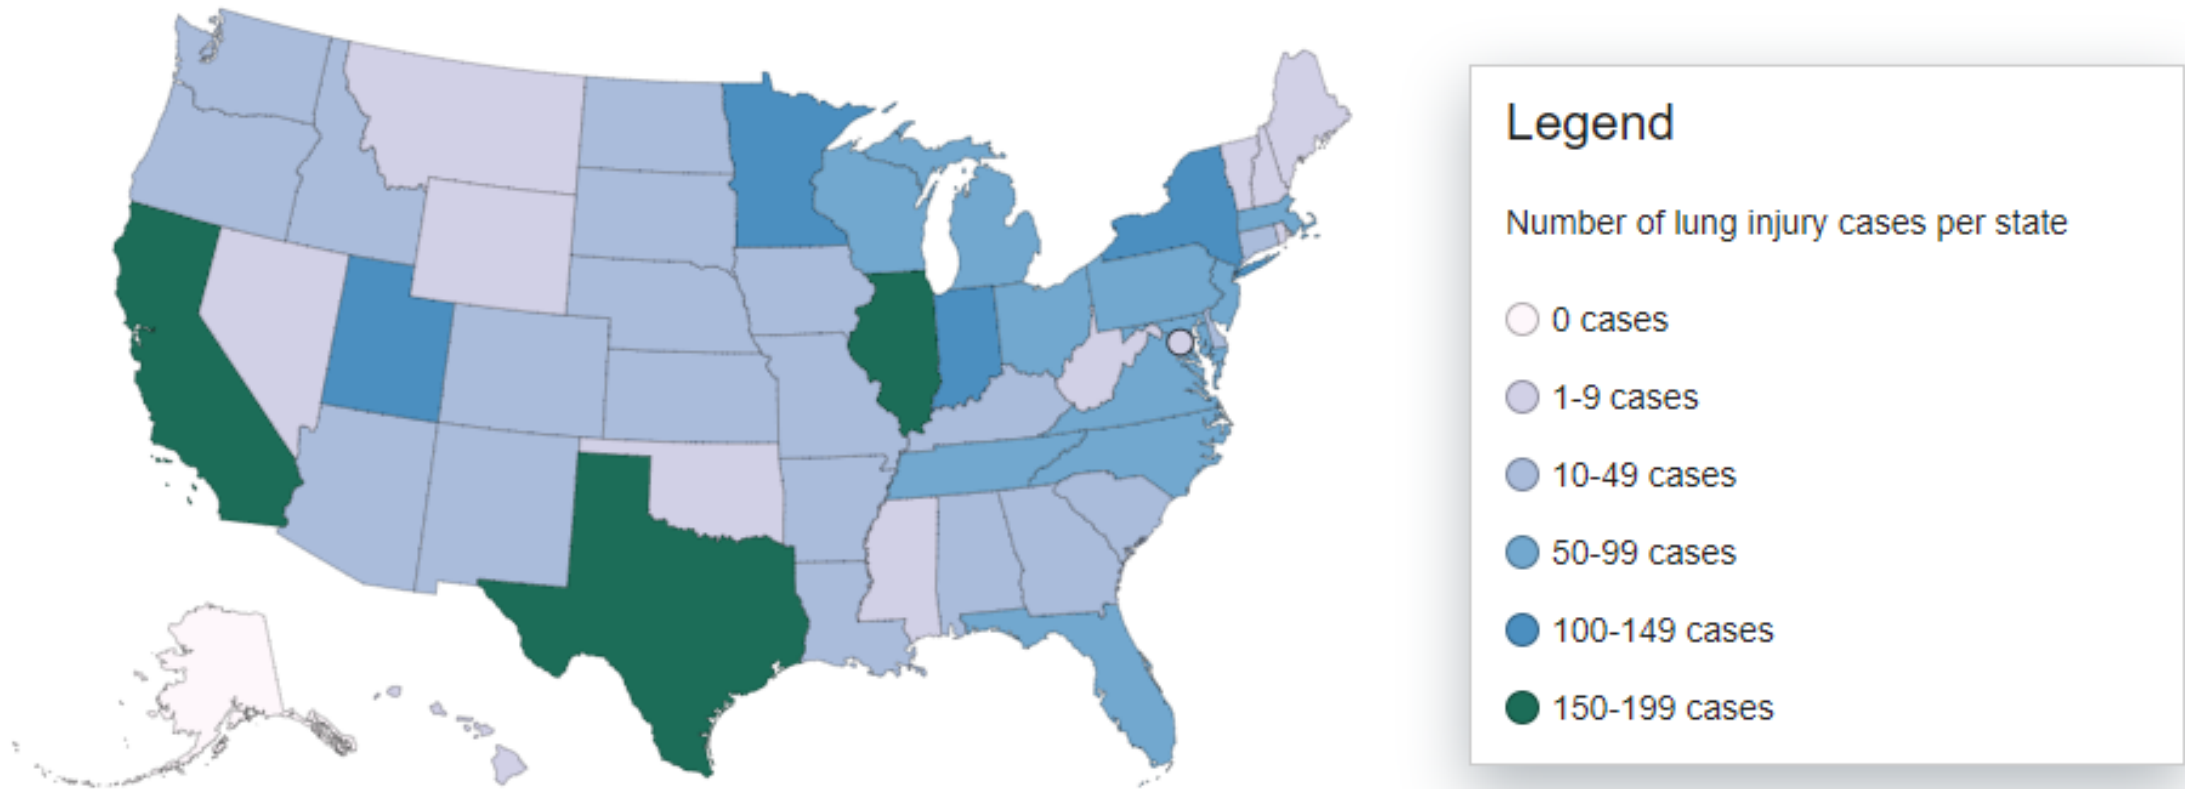 Legend
Number of lung injury cases per state
0 cases
1-9 cases
10-49 cases
50-99 cases
100-149 cases
150-199 cases